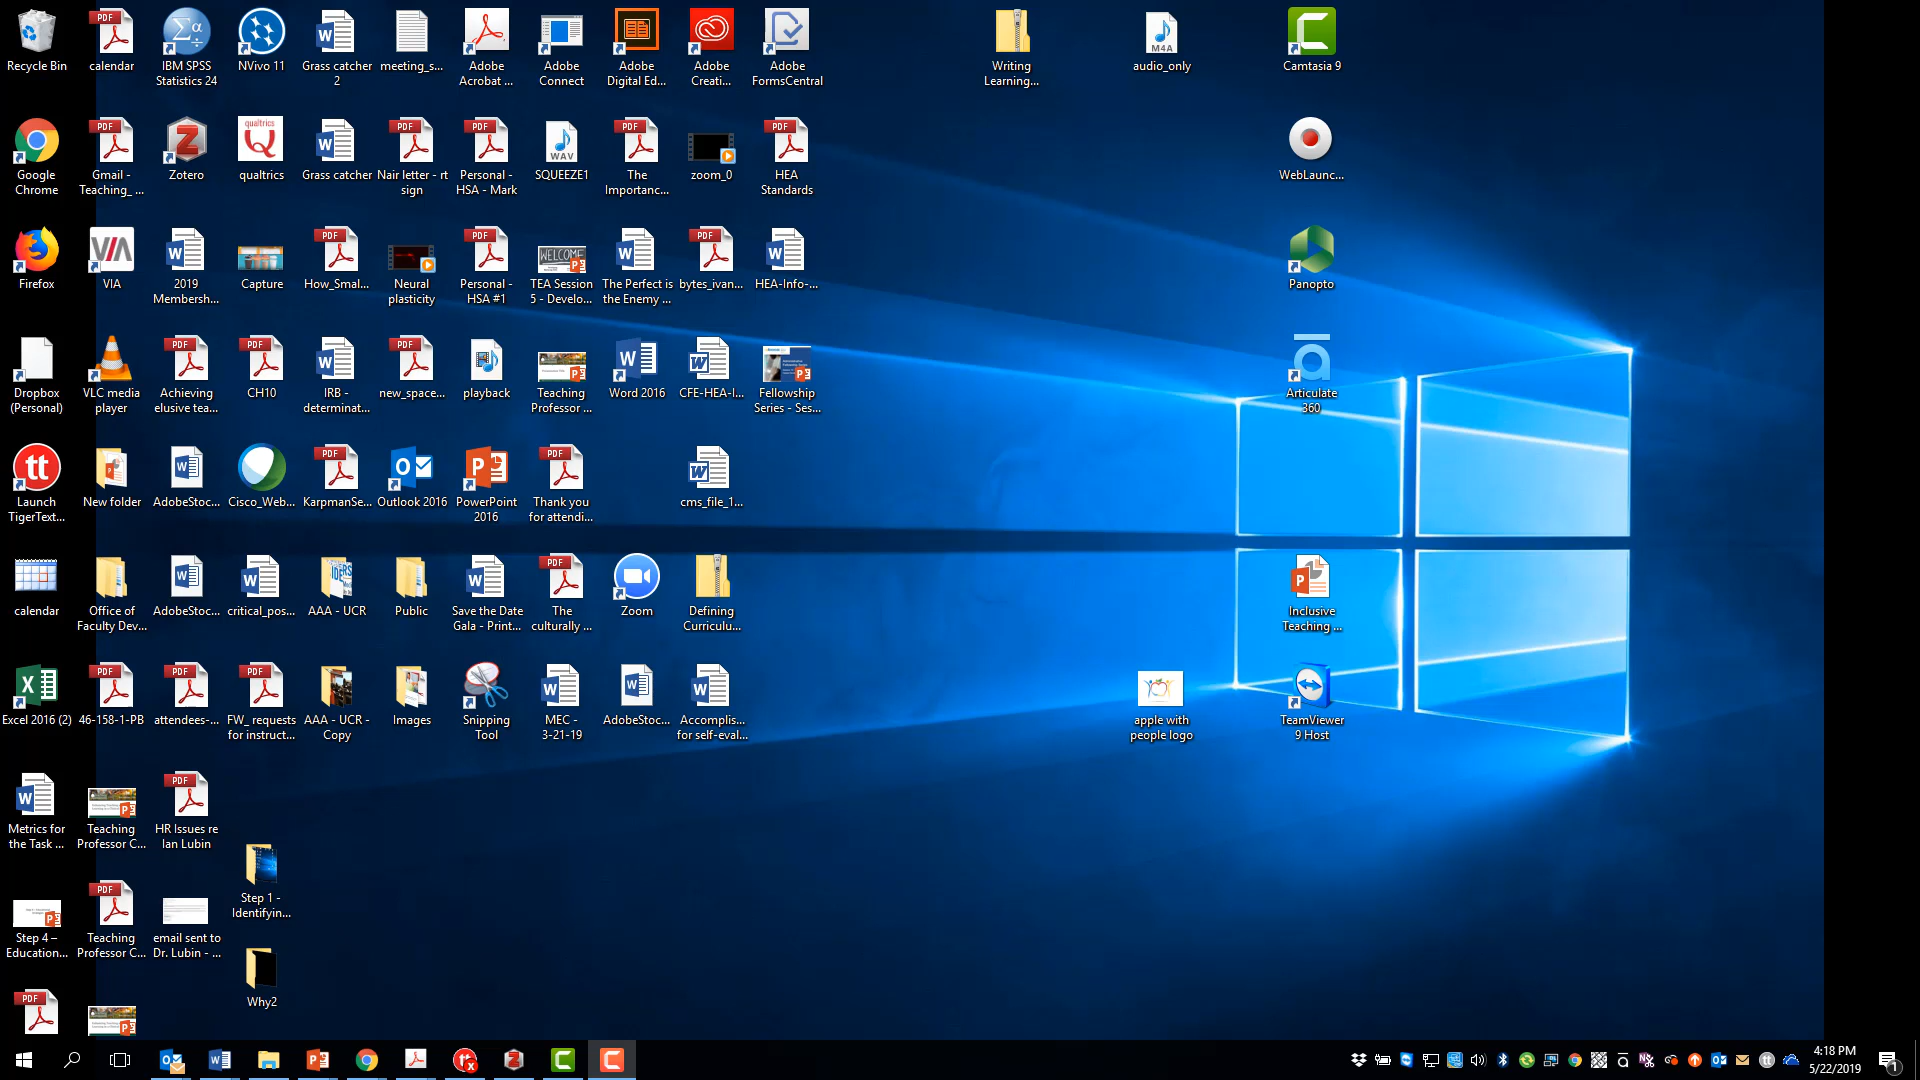 Recycle Bin
calendar
IBM SPSS
Statistics 24
NVivo 11
Grass catcher
2
meeting_s...
Adobe
Acrobat ...
Adobe
Connect
Adobe
Digital Ed...
Adobe
Creati...
Adobe
FormsCentral
Writing
Learning...
M4A
audio_only
Camtasia 9
Google
Chrome
Gmail -
Teaching_ ...
Zotero
qualtrics
qualtrics
Grass catcher
Nair letter - rt
sign
Personal -
HSA - Mark
WAV
SQUEEZE1
The
Importanc...
zoom_0
HEA
Standards
WebLaunc...
Firefox
VIA
VIA
2019
Membersh...
Capture
How_Smal...
Neural
plasticity
Personal -
HSA #1
WELCOME
TEA Session
5 - Develo...
The Perfect is
the Enemy ...
bytes_ivan...
HEA-Info-...
Panopto
Dropbox
(Personal)
VLC media
player
Achieving
elusive tea...
CH10
IRB -
determinat...
new_space...
playback
Teaching
Professor ...
Word 2016
CFE-HEA-I...
Fellowship
Series - Ses...
Articulate
360
Launch
TigerText...
New folder
AdobeStoc...
Cisco_Web...
KarpmanSe...
Outlook 2016
PowerPoint
2016
Thank you
for attendi...
cms_file_1...
calendar
Office of
Faculty Dev...
AdobeStoc...
critical_pos...
AAA - UCR
Public
Save the Date
Gala - Print...
The
culturally ...
Zoom
Defining
Curriculu...
Inclusive
Teaching ...
Excel 2016 (2)
46-158-1-PB
attendees-...
FW_ requests
for instruct...
AAA - UCR -
Copy
Images
Snipping
Tool
MEC -
3-21-19
AdobeStoc...
Accomplis...
for self-eval...
apple with
people logo
TeamViewer
9 Host
Metrics for
the Task ...
Teaching
Professor C...
HR Issues re
Ian Lubin
Step 1 -
Identifyin...
Step 4 –
Education...
Teaching
Professor C...
email sent to
Dr. Lubin - ...
Why2
4:18 PM
5/22/2019
1